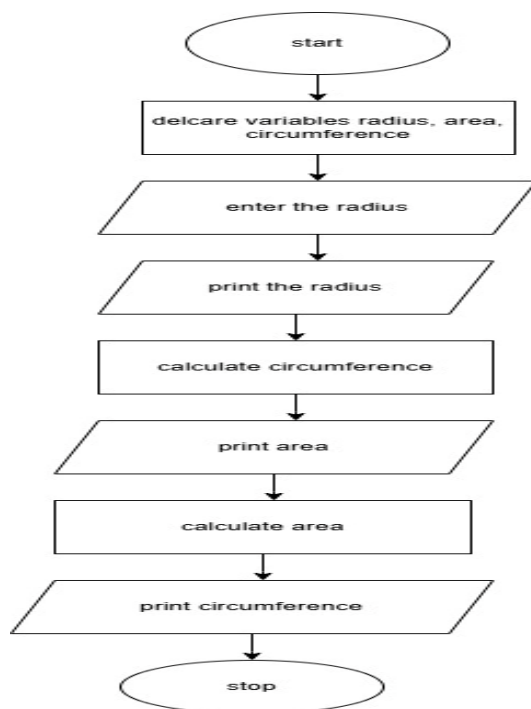 start
delcare variables radius, area,
circumference
enter the radius
print the radius
calculate circumference
print area
calculate area
print circumference
stop